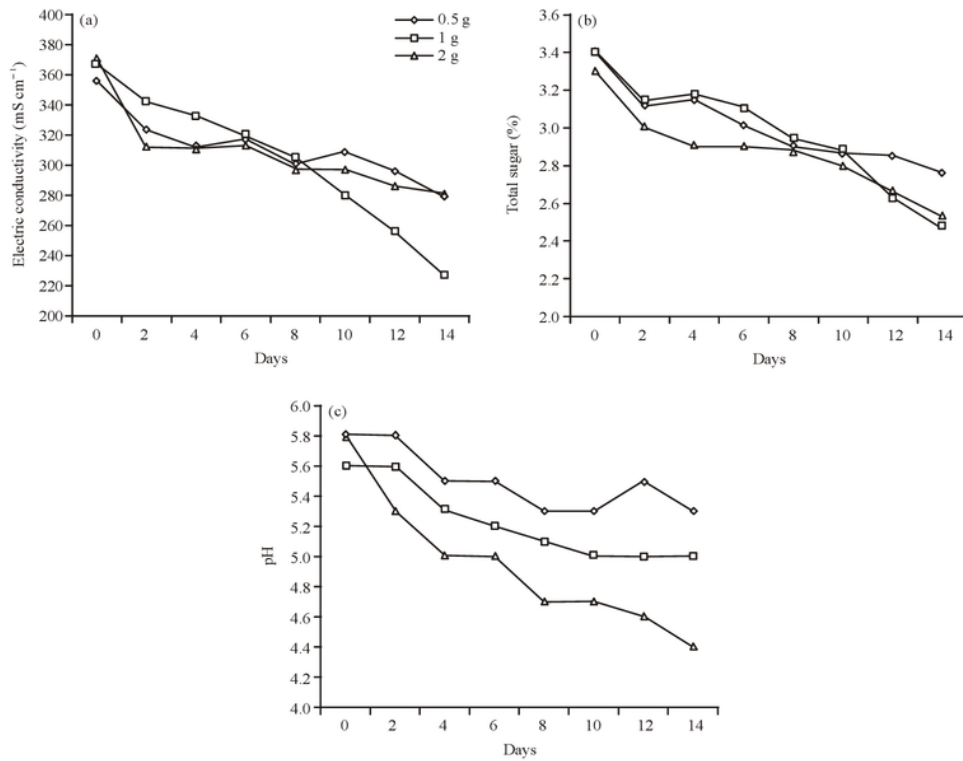 (a)
0.5 g
1 g
2 g
400
380
360
340
320
300
280
260
240
220
200
Electric conductivity (mS cm⁻¹)
0 2 4 6 8 10 12 14
Days
(b)
3.6
3.4
3.2
3.0
2.8
2.6
2.4
2.2
2.0
Total sugar (%)
0 2 4 6 8 10 12 14
Days
(c)
6.0
5.8
5.6
5.4
5.2
5.0
4.8
4.6
4.4
4.2
4.0
pH
0 2 4 6 8 10 12 14
Days